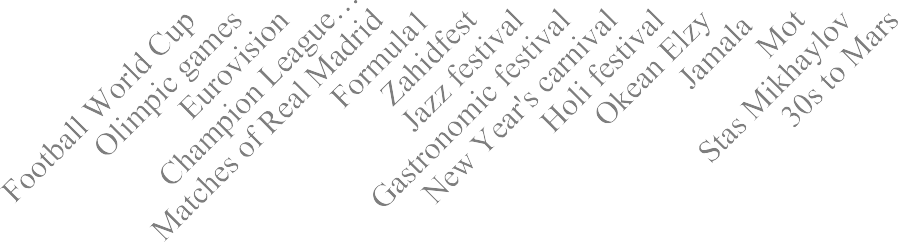 Football World Cup
Olimpic games
Eurovision
Champion League…
Matches of Real Madrid
Formula1
Zahidfest
Jazz festival
Gastronomic festival
New Year's carnival
Holi festival
Okean Elzy
Jamala
Mot
Stas Mikhaylov
30s to Mars